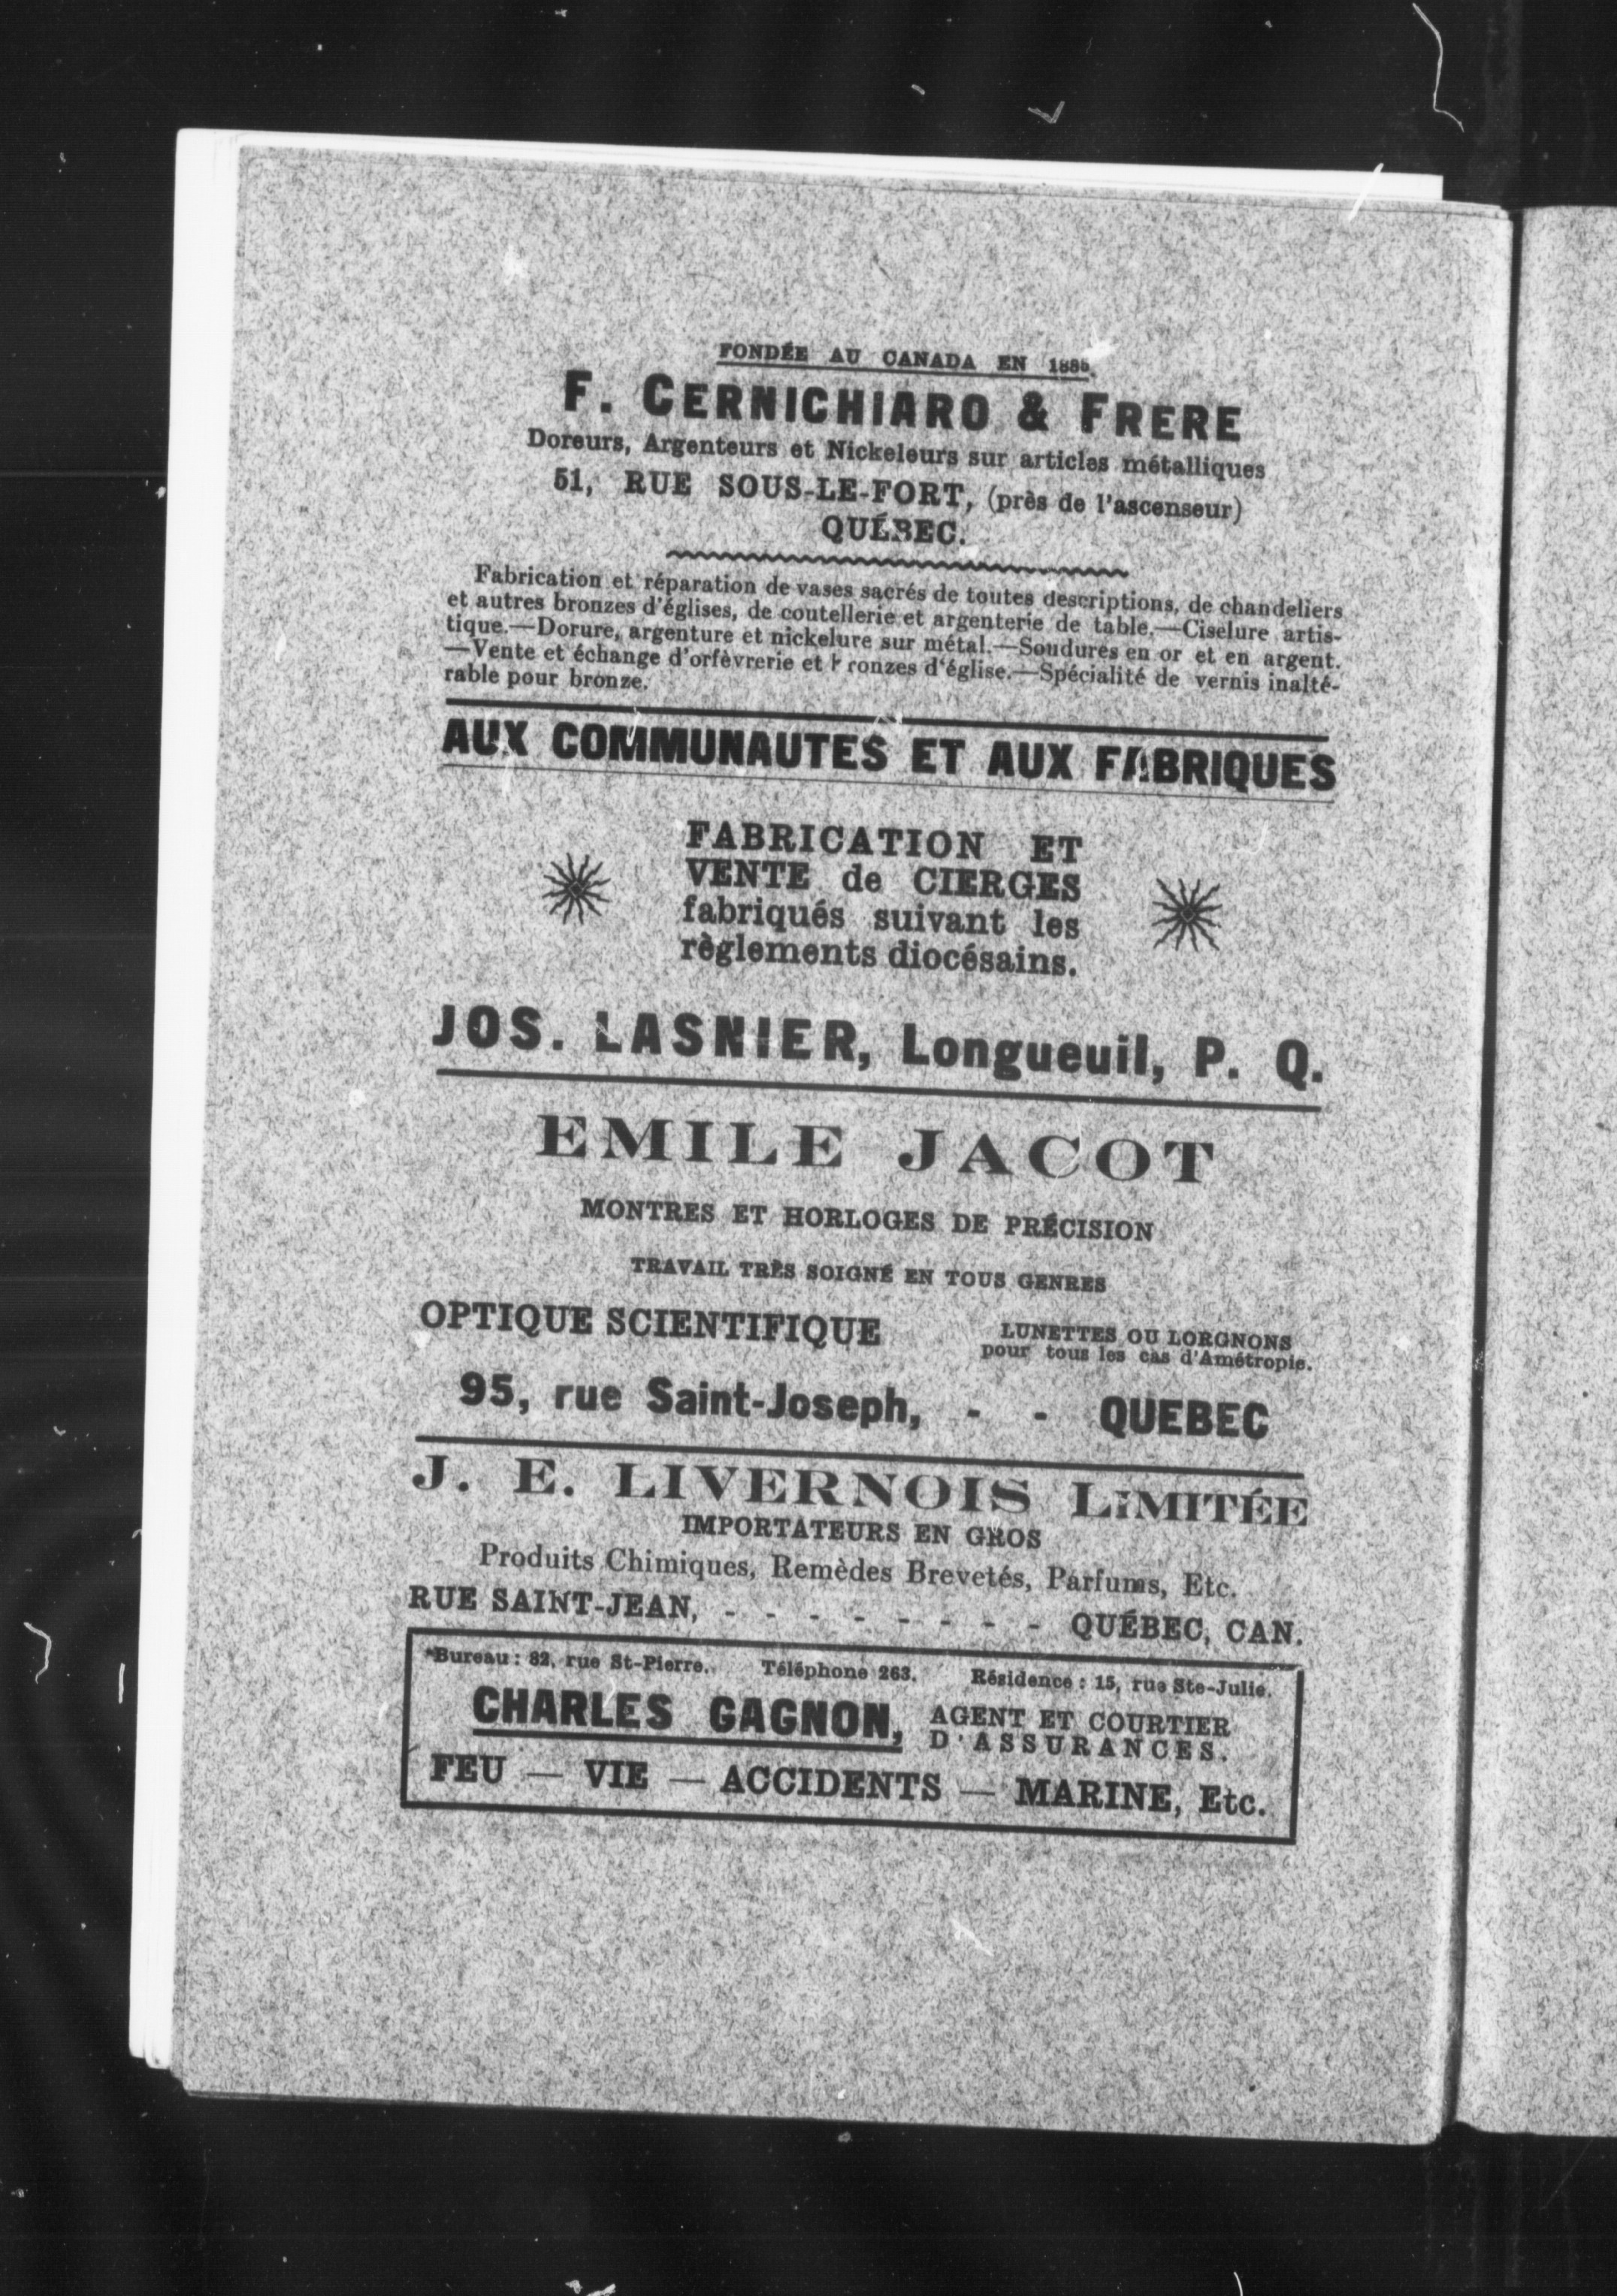 FONDÉE AU CANADA EN
F. CERNICHIARO & FRERE
Doreurs, Argenteurs et Nickeleurs sur articles métalliques
51, RUE SOUS-LE-FORT, (près de l'ascenseur)
QUÉBEC.
Fabrication et réparation de vases sacrés de toutes descriptions, de chandeliers
et autres bronzes d'églises, de coutellerie et argenterie de table.—Ciselure artis-
tique.—Dorure, argenture et nickelure sur métal.—Soudures en or et en argent.
—Vente et échange d'orfèvrerie et bronzes d'église.—Spécialité de vernis inalté-
rable pour bronze.
AUX COMMUNAUTES ET AUX FABRIQUES
FABRICATION ET
VENTE de CIERGES
fabriqués suivant les
règlements diocésains.
JOS. LASNIER, Longueuil, P. Q.
EMILE JACOT
MONTRES ET HORLOGES DE PRÉCISION
TRAVAIL TRÈS SOIGNÉ EN TOUS GENRES
OPTIQUE SCIENTIFIQUE
LUNETTES OU LORGNONS
pour tous les cas d'Amétropie.
95, rue Saint-Joseph, - - QUEBEC
J. E. LIVERNOIS LIMITÉE
IMPORTATEURS EN GROS
Produits Chimiques, Remèdes Brevetés, Parfums, Etc.
RUE SAINT-JEAN, - - - - - - - - QUÉBEC, CAN.
Bureau : 82, rue St-Pierre. Téléphone 263. Résidence : 15, rue Ste-Julie.
CHARLES GAGNON, AGENT ET COURTIER
D'ASSURANCES.
FEU — VIE — ACCIDENTS — MARINE, Etc.